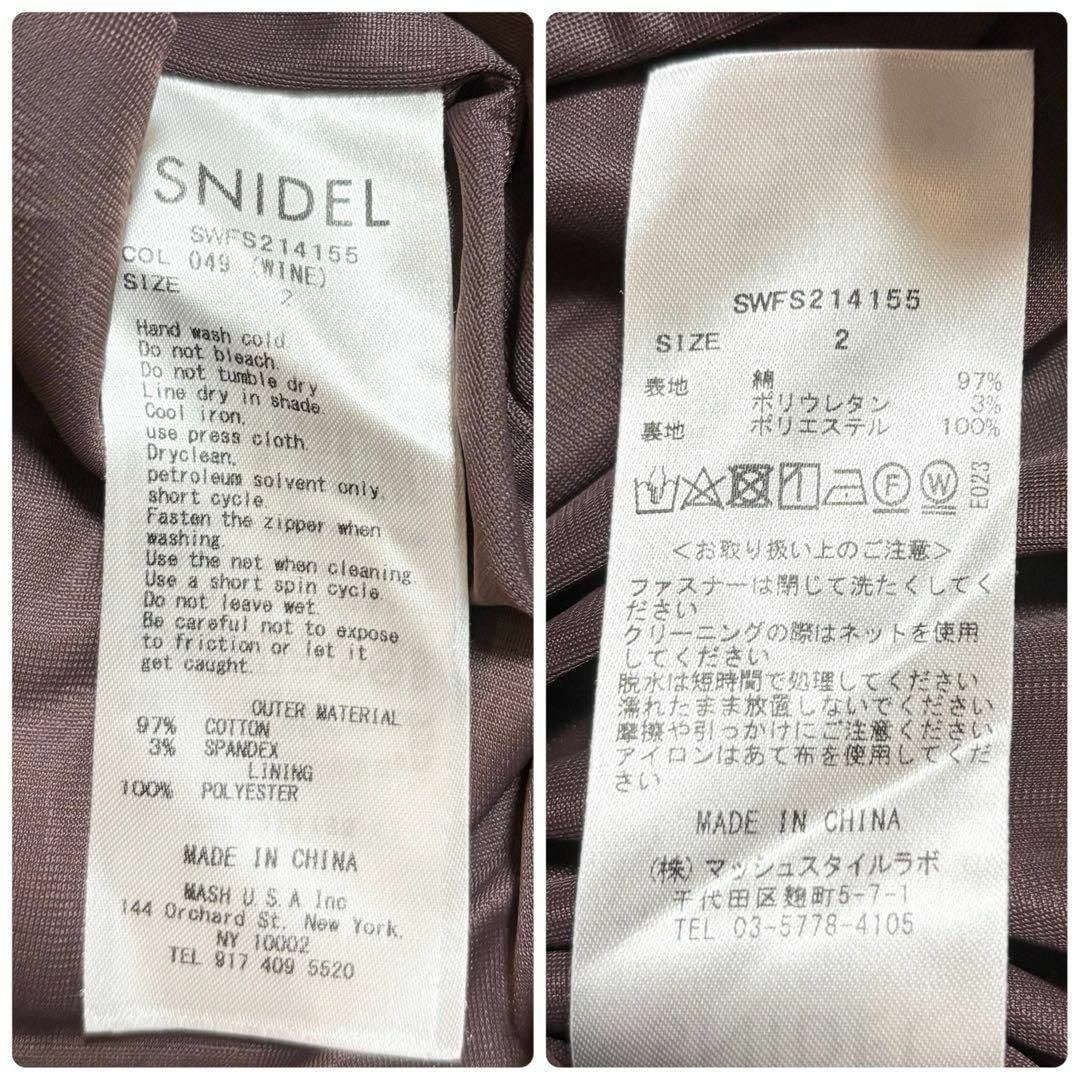 SNIDEL
SWFS214155
COL 049 (WINE)
SIZE 2
Hand wash cold
Do not bleach.
Do not tumble dry
Line dry in shade.
Cool iron,
use press cloth.
Dryclean,
petroleum solvent only,
short cycle.
Fasten the zipper when
washing.
Use the net when cleaning
Use a short spin cycle.
Do not leave wet.
Be careful not to expose
to friction or let it
get caught.
OUTER MATERIAL
97% COTTON
3% SPANDEX
LINING
100% POLYESTER
MADE IN CHINA
MASH U.S.A Inc
144 Orchard St. New York.
NY 10002
TEL 917 409 5520
SWFS214155
SIZE 2
表地 綿 97%
ポリウレタン 3%
裏地 ポリエステル 100%
F W E023
<お取り扱い上のご注意>
ファスナーは閉じて洗たくしてく
ださい
クリーニングの際はネットを使用
してください
脱水は短時間で処理してください
濡れたまま放置しないでください
摩擦や引っかけにご注意ください
アイロンはあて布を使用してくだ
さい
MADE IN CHINA
(株)マッシュスタイルラボ
千代田区麹町5-7-1
TEL 03-5778-4105